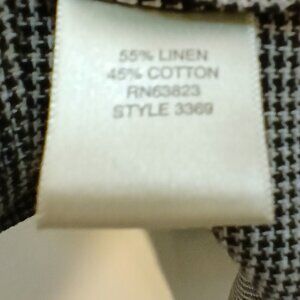 55% LINEN
45% COTTON
RN63823
STYLE 3369